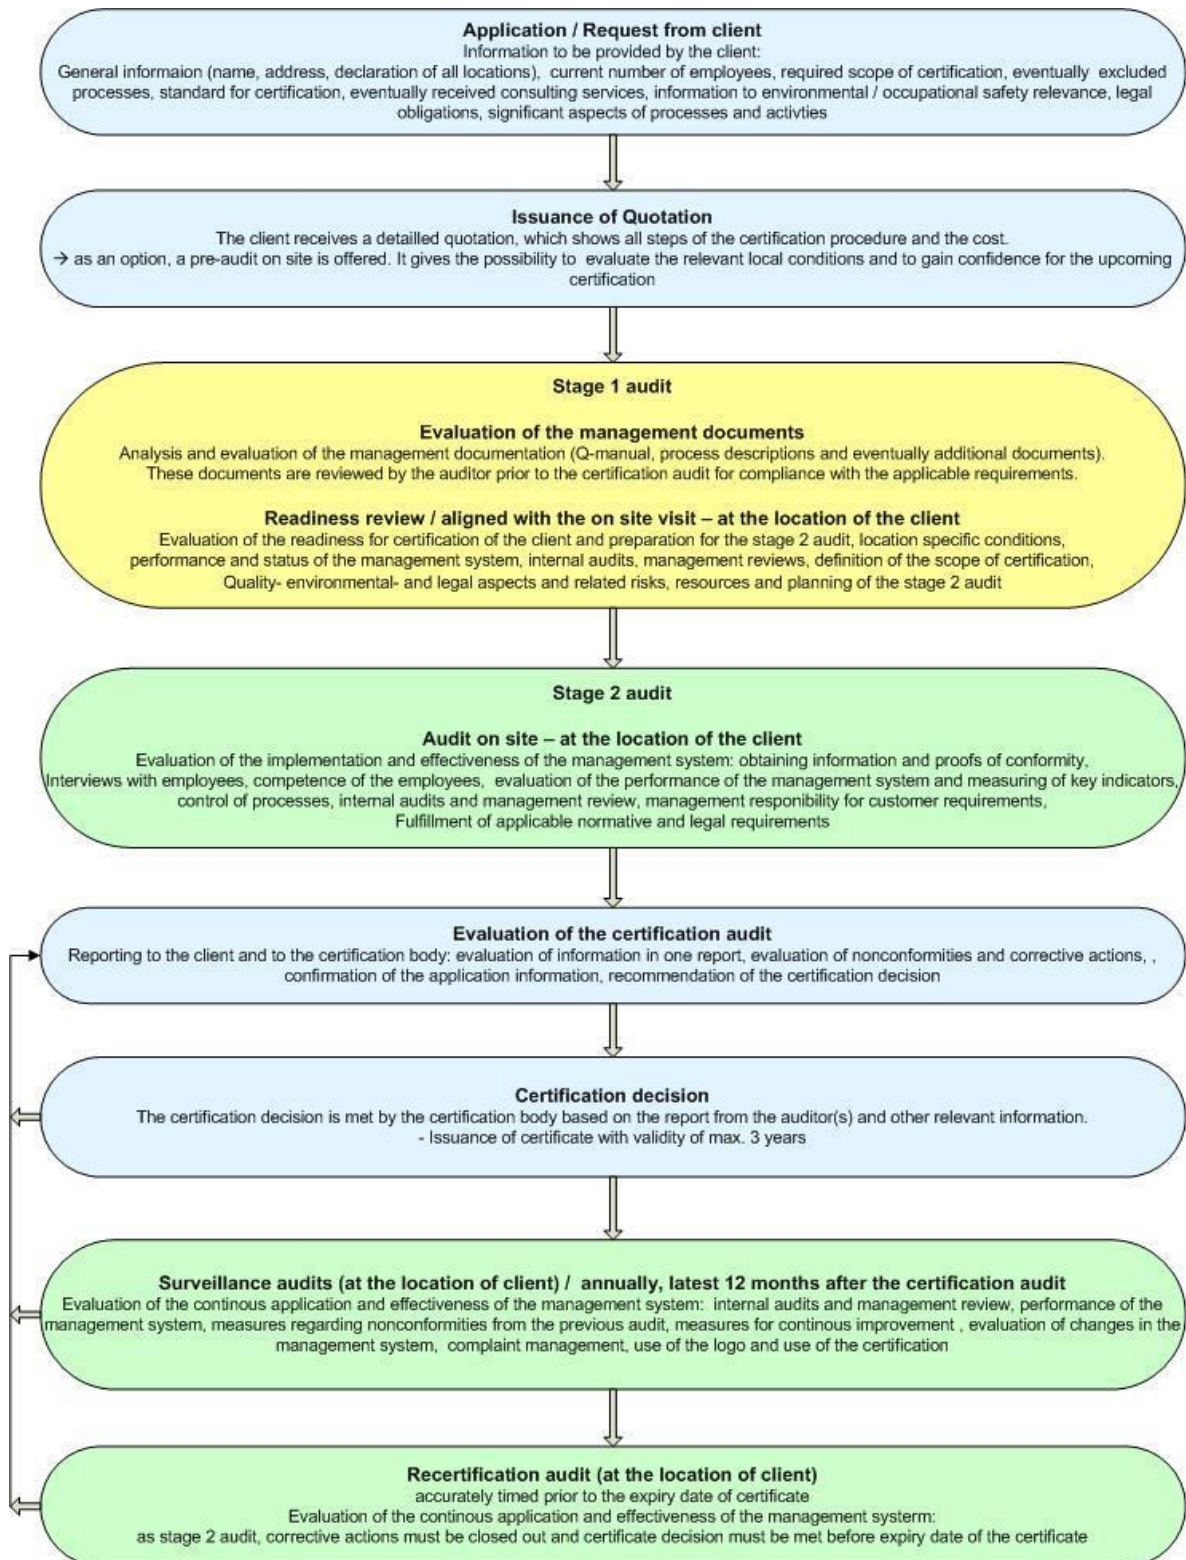 Application / Request from client
Information to be provided by the client:
General informaion (name, address, declaration of all locations), current number of employees, required scope of certification, eventually excluded
processes, standard for certification, eventually received consulting services, information to environmental / occupational safety relevance, legal
obligations, significant aspects of processes and activties
Issuance of Quotation
The client receives a detailled quotation, which shows all steps of the certification procedure and the cost.
→ as an option, a pre-audit on site is offered. It gives the possibility to evaluate the relevant local conditions and to gain confidence for the upcoming
certification
Stage 1 audit
Evaluation of the management documents
Analysis and evaluation of the management documentation (Q-manual, process descriptions and eventually additional documents).
These documents are reviewed by the auditor prior to the certification audit for compliance with the applicable requirements.
Readiness review / aligned with the on site visit – at the location of the client
Evaluation of the readiness for certification of the client and preparation for the stage 2 audit, location specific conditions,
performance and status of the management system, internal audits, management reviews, definition of the scope of certification,
Quality- environmental- and legal aspects and related risks, resources and planning of the stage 2 audit
Stage 2 audit
Audit on site – at the location of the client
Evaluation of the implementation and effectiveness of the management system: obtaining information and proofs of conformity,
Interviews with employees, competence of the employees, evaluation of the performance of the management system and measuring of key indicators,
control of processes, internal audits and management review, management responibility for customer requirements,
Fulfillment of applicable normative and legal requirements
Evaluation of the certification audit
Reporting to the client and to the certification body: evaluation of information in one report, evaluation of nonconformities and corrective actions, ,
confirmation of the application information, recommendation of the certification decision
Certification decision
The certification decision is met by the certification body based on the report from the auditor(s) and other relevant information.
- Issuance of certificate with validity of max. 3 years
Surveillance audits (at the location of client) / annually, latest 12 months after the certification audit
Evaluation of the continous application and effectiveness of the management system: internal audits and management review, performance of the
management system, measures regarding nonconformities from the previous audit, measures for continous improvement , evaluation of changes in the
management system, complaint management, use of the logo and use of the certification
Recertification audit (at the location of client)
accurately timed prior to the expiry date of certificate
Evaluation of the continous application and effectiveness of the management systerm:
as stage 2 audit, corrective actions must be closed out and certificate decision must be met before expiry date of the certificate